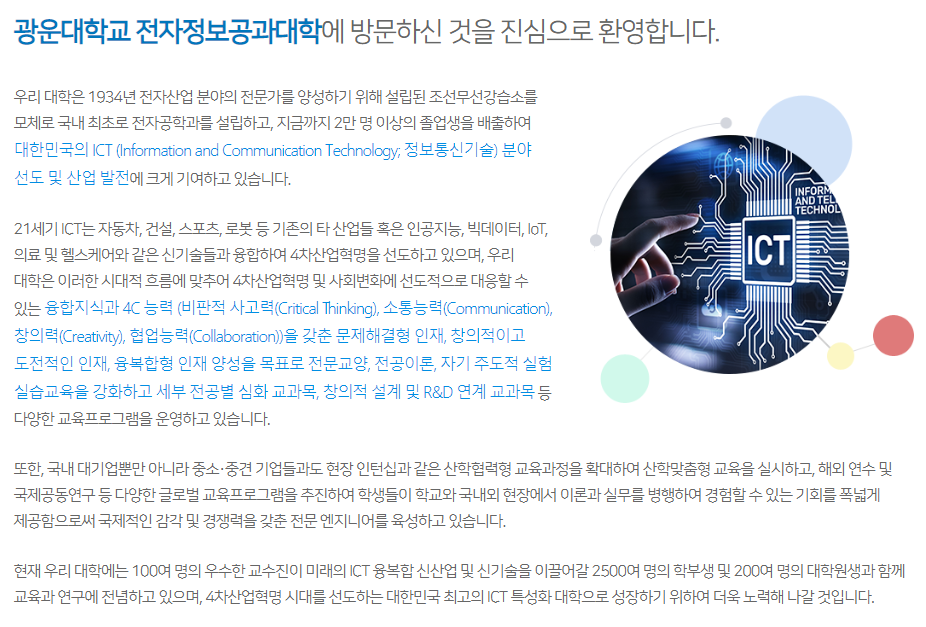 광운대학교 전자정보공과대학에 방문하신 것을 진심으로 환영합니다.
우리 대학은 1934년 전자산업 분야의 전문가를 양성하기 위해 설립된 조선무선강습소를
모체로 국내 최초로 전자공학과를 설립하고, 지금까지 2만 명 이상의 졸업생을 배출하여
대한민국의 ICT (Information and Communication Technology; 정보통신기술) 분야
선도 및 산업 발전에 크게 기여하고 있습니다.
21세기 ICT는 자동차, 건설, 스포츠, 로봇 등 기존의 타 산업들 혹은 인공지능, 빅데이터, IoT,
의료 및 헬스케어와 같은 신기술들과 융합하여 4차산업혁명을 선도하고 있으며, 우리
대학은 이러한 시대적 흐름에 맞추어 4차산업혁명 및 사회변화에 선도적으로 대응할 수
있는 융합지식과 4C 능력 (비판적 사고력(Critical Thinking), 소통능력(Communication),
창의력(Creativity), 협업능력(Collaboration))을 갖춘 문제해결형 인재, 창의적이고
도전적인 인재, 융복합형 인재 양성을 목표로 전문교양, 전공이론, 자기 주도적 실험
실습교육을 강화하고 세부 전공별 심화 교과목, 창의적 설계 및 R&D 연계 교과목 등
다양한 교육프로그램을 운영하고 있습니다.
INFORM
AND TEL
TECHNOL
ICT
또한, 국내 대기업뿐만 아니라 중소·중견 기업들과도 현장 인턴십과 같은 산학협력형 교육과정을 확대하여 산학맞춤형 교육을 실시하고, 해외 연수 및
국제공동연구 등 다양한 글로벌 교육프로그램을 추진하여 학생들이 학교와 국내외 현장에서 이론과 실무를 병행하여 경험할 수 있는 기회를 폭넓게
제공함으로써 국제적인 감각 및 경쟁력을 갖춘 전문 엔지니어를 육성하고 있습니다.
현재 우리 대학에는 100여 명의 우수한 교수진이 미래의 ICT 융복합 신산업 및 신기술을 이끌어갈 2500여 명의 학부생 및 200여 명의 대학원생과 함께
교육과 연구에 전념하고 있으며, 4차산업혁명 시대를 선도하는 대한민국 최고의 ICT 특성화 대학으로 성장하기 위하여 더욱 노력해 나갈 것입니다.